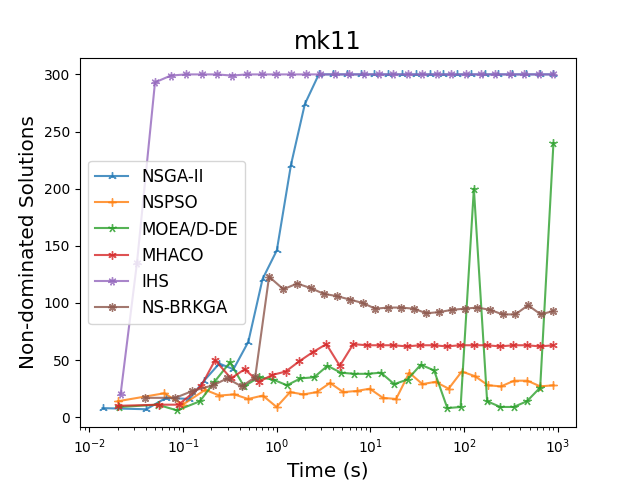 mk11
Non-dominated Solutions
300
250
200
150
100
50
0
NSGA-II
NSPSO
MOEA/D-DE
MHACO
IHS
NS-BRKGA
10⁻² 10⁻¹ 10⁰ 10¹ 10² 10³
Time (s)